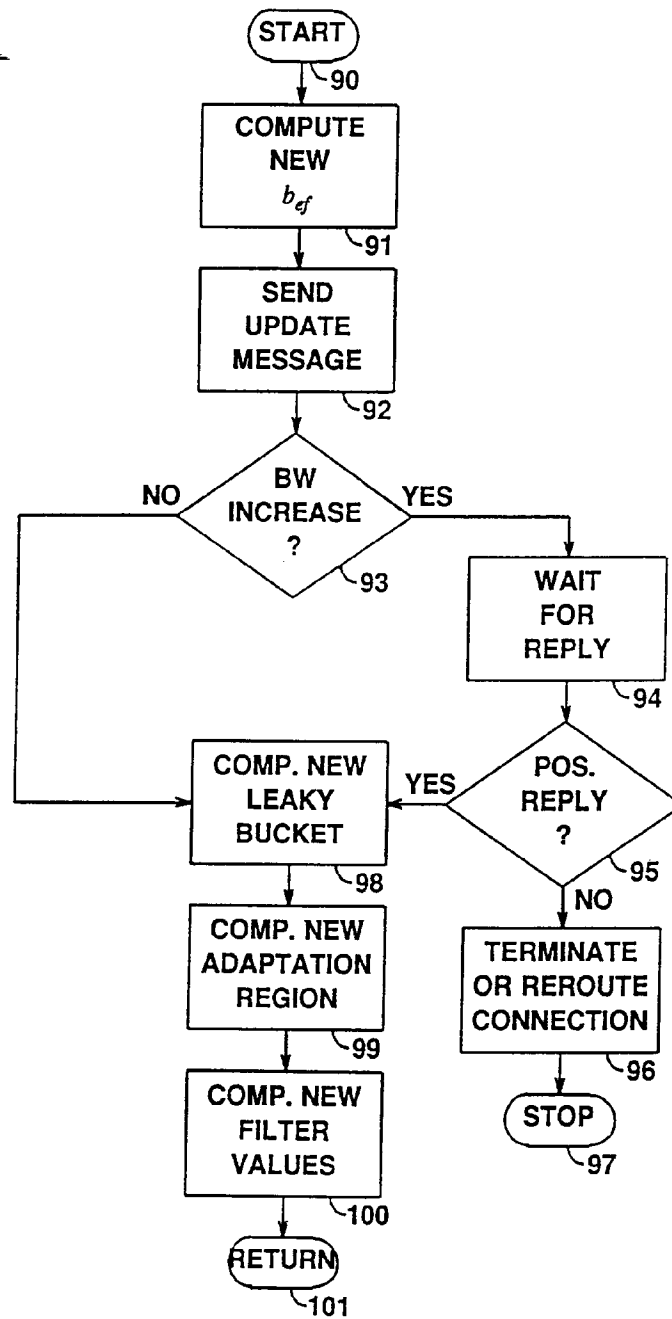 START
90
COMPUTE
NEW
b_ef
91
SEND
UPDATE
MESSAGE
92
BW
INCREASE
?
93
NO
YES
WAIT
FOR
REPLY
94
POS.
REPLY
?
95
YES
NO
COMP. NEW
LEAKY
BUCKET
98
TERMINATE
OR REROUTE
CONNECTION
96
STOP
97
COMP. NEW
ADAPTATION
REGION
99
COMP. NEW
FILTER
VALUES
100
RETURN
101